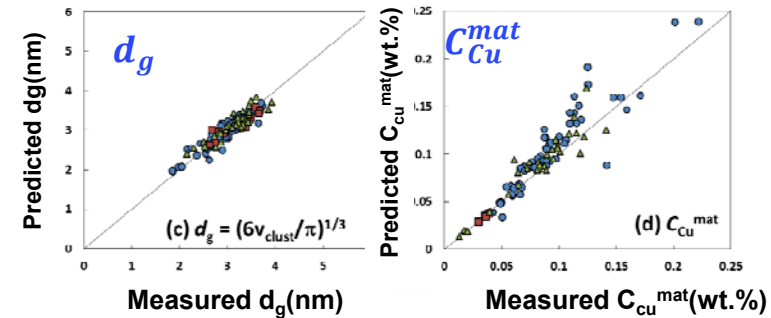 6
5
4
3
2
1
0
0 1 2 3 4 5
d_g
Predicted dg(nm)
(c) d_g = (6v_clust/π)^1/3
Measured d_g(nm)
0.25
0.20
0.15
0.10
0.05
0
0 0.05 0.1 0.15 0.2 0.25
C_Cu^mat
Predicted C_cu^mat(wt.%)
(d) C_Cu^mat
Measured C_cu^mat(wt.%)